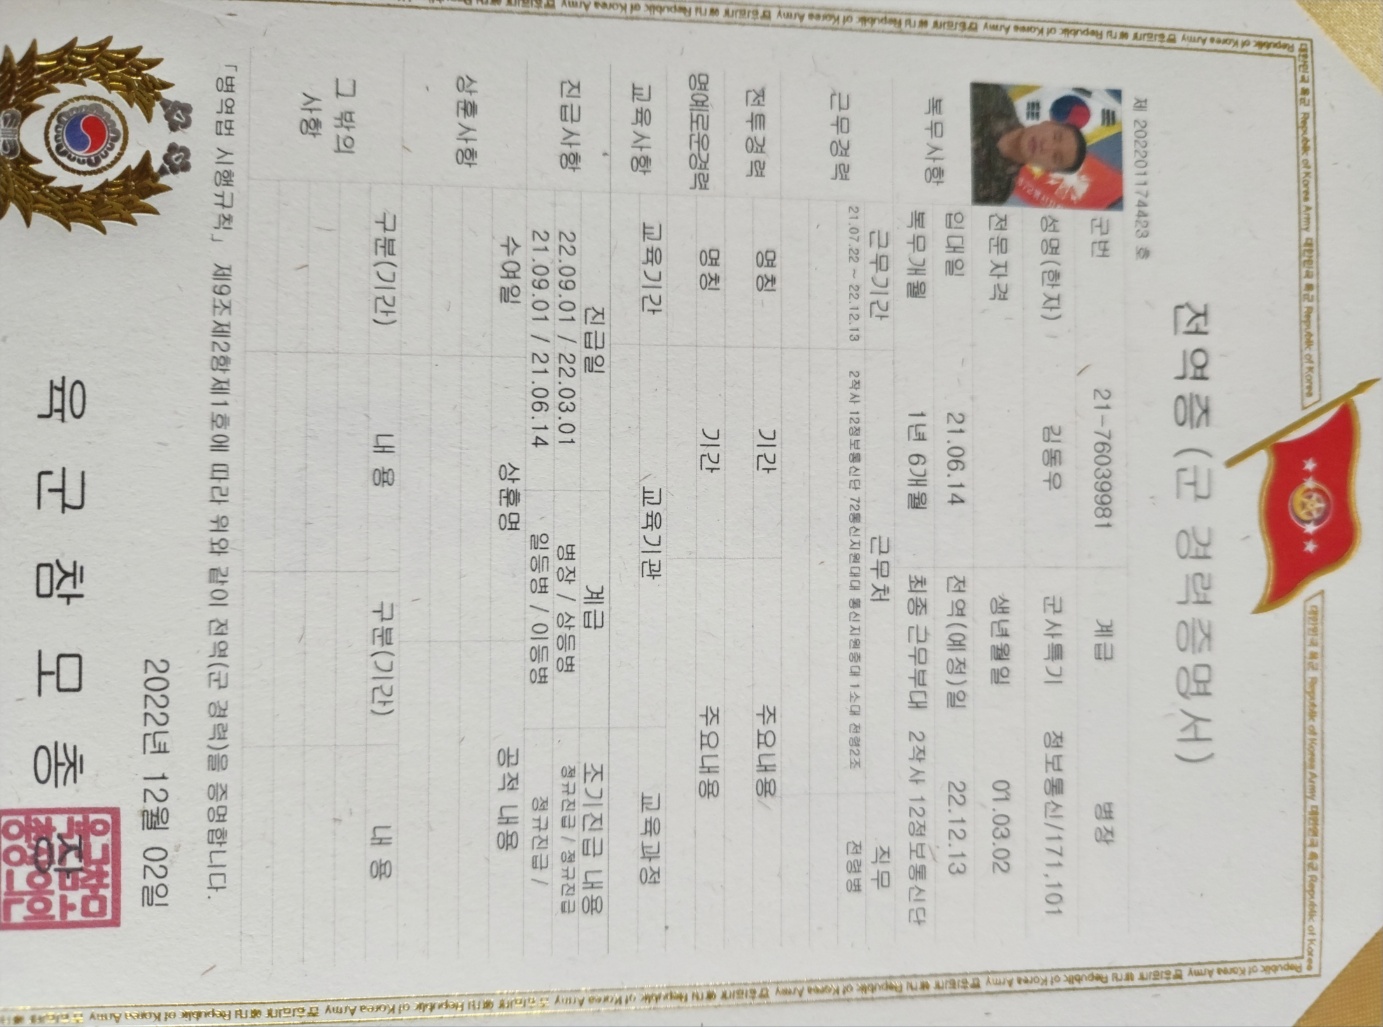 대한민국 육군 Republic of Korea Army 대한민국 육군 Republic of Korea
대한민국 육군 Republic of Korea Army 대한민국 육군 Republic of Korea
전역증(군 경력증명서)
제 202201174423 호
군번 21-76039981 계급 병장
성명(한자) 김동우 군사특기 정보통신/171,101
전문자격 생년월일 01.03.02
복무사항
입대일 21.06.14 전역(예정)일 22.12.13
복무개월 1년 6개월 최종 근무부대 2작사 12정보통신단
근무경력
근무기간 근무처 직무
21.07.22 ~ 22.12.13 2작사 12정보통신단 72통신지원대대 통신지원중대 1소대 전령2조 전령병
전투경력 명칭 기간 주요내용
명예로운경력 명칭 기간 주요내용
교육사항 교육기간 교육기관 교육과정
진급사항
진급일 계급 조기진급 내용
22.09.01 / 22.03.01 병장 / 상등병 정규진급 / 정규진급
21.09.01 / 21.06.14 일등병 / 이등병 정규진급 /
상훈사항
수여일 상훈명 공적 내용
그 밖의
사항
구분(기간) 내 용 구분(기간) 내 용
「병역법 시행규칙」 제9조제2항제1호에 따라 위와 같이 전역(군 경력)을 증명합니다.
2022년 12월 02일
육 군 참 모 총 장
육군참모
총장의인